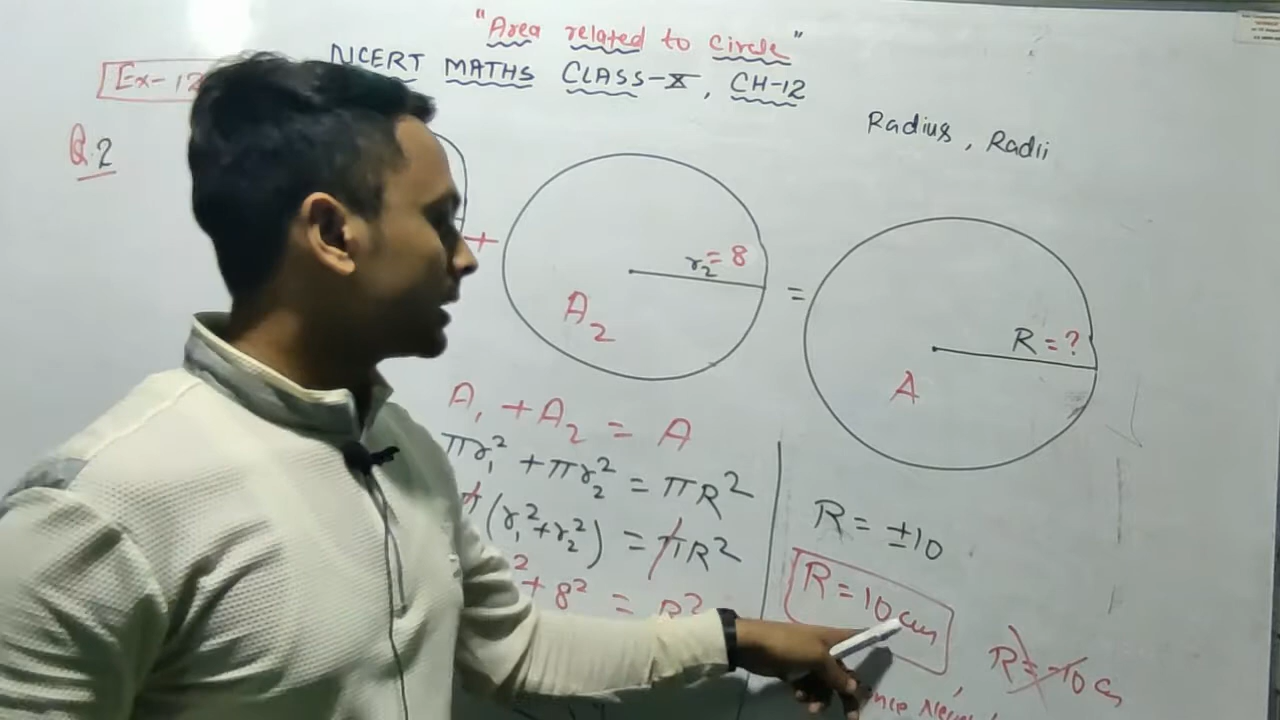 "Area related to Circle"
NCERT MATHS CLASS-X, CH-12
Ex-12
Radius, Radii
Q.2
+
r₂ = 8
A₂
=
R = ?
A
A₁ + A₂ = A
πr₁² + πr₂² = πR²
π(r₁² + r₂²) = πR²
² + 8² = R²
R = ±10
R = 10 cm
R = -10 c